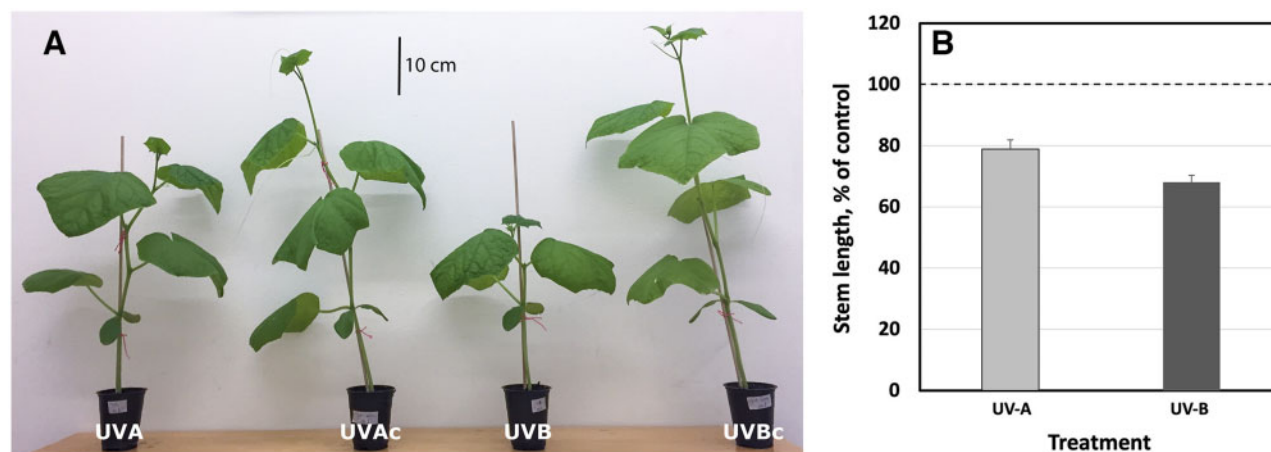 A
10 cm
UVA
UVAc
UVB
UVBc
B
Stem length, % of control
120
100
80
60
40
20
0
UV-A
UV-B
Treatment